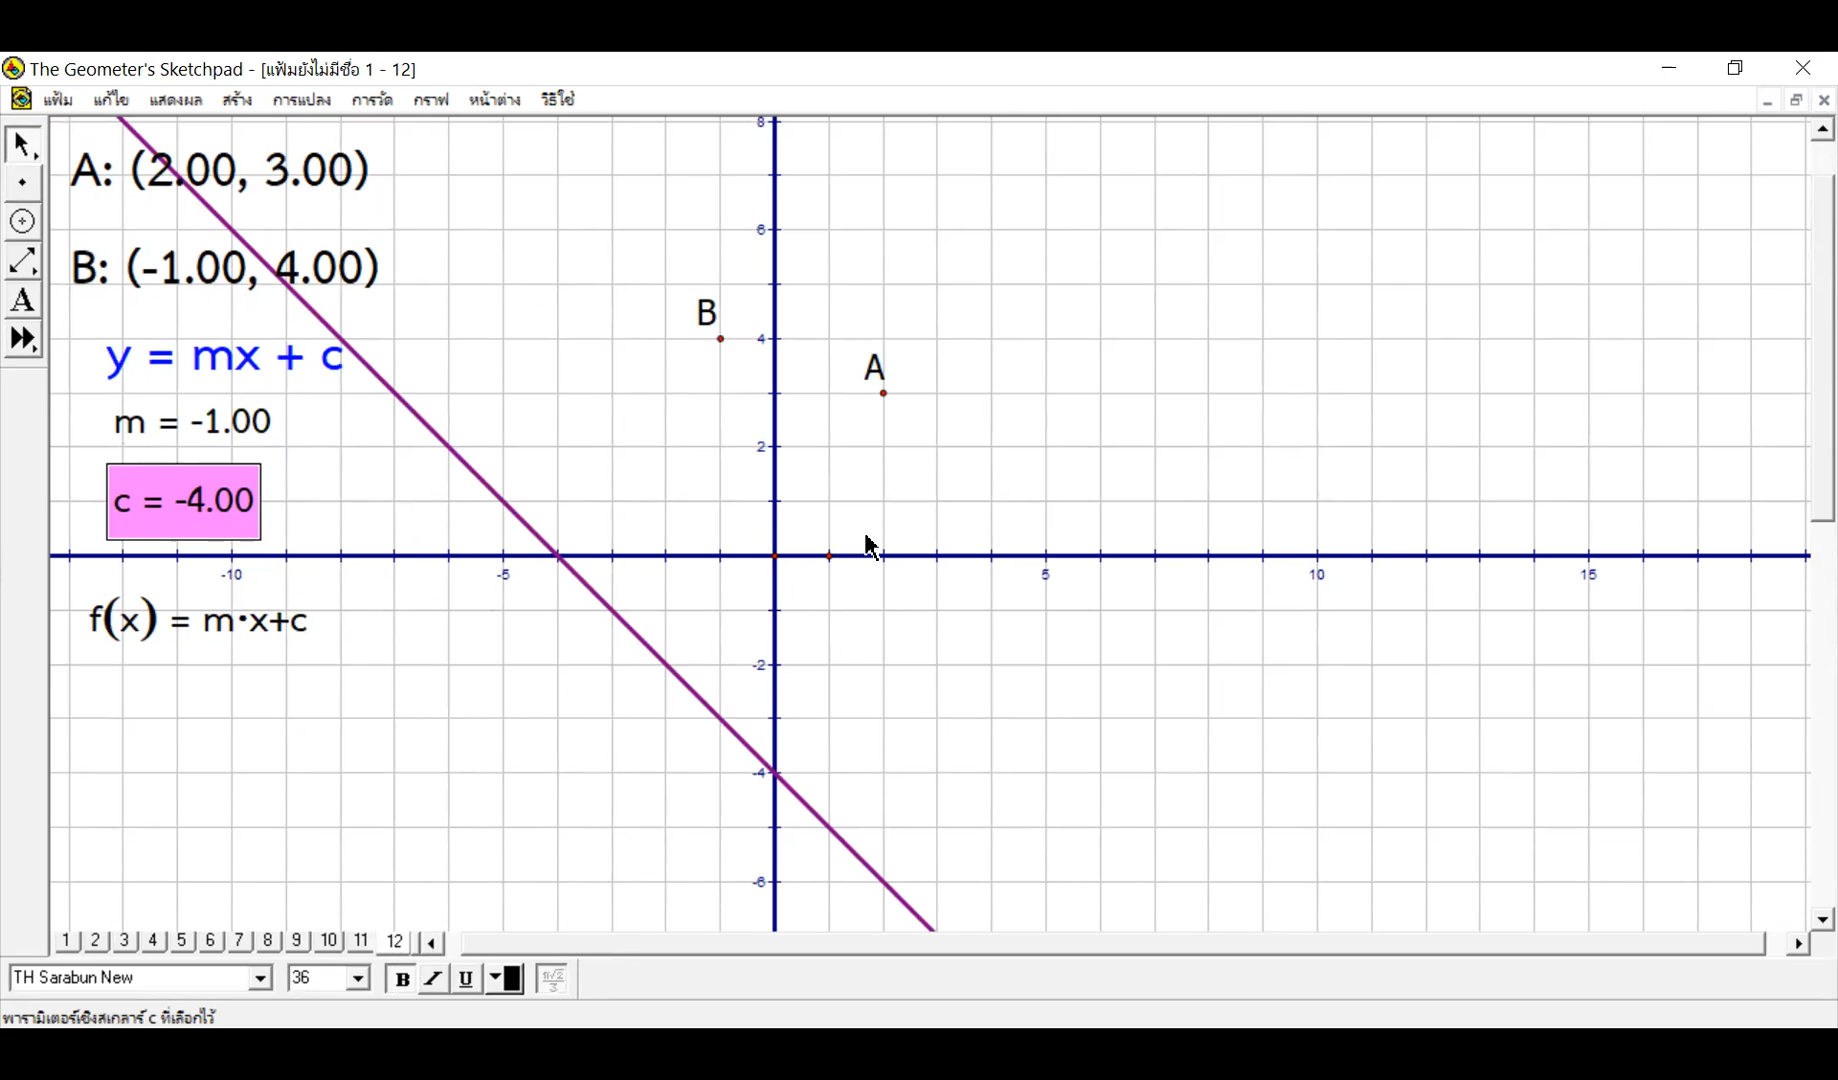 The Geometer's Sketchpad - [แฟ้มยังไม่มีชื่อ 1 - 12]
แฟ้ม แก้ไข แสดงผล สร้าง การแปลง การวัด กราฟ หน้าต่าง วิธีใช้
A: (2.00, 3.00)
B: (-1.00, 4.00)
y = mx + c
m = -1.00
c = -4.00
f(x) = m·x+c
B
A
8
6
4
2
-2
-4
-6
-10 -5 5 10 15
A
1 2 3 4 5 6 7 8 9 10 11 12
TH Sarabun New 36 B I U
พารามิเตอร์เชิงสเกลาร์ c ที่เลือกไว้